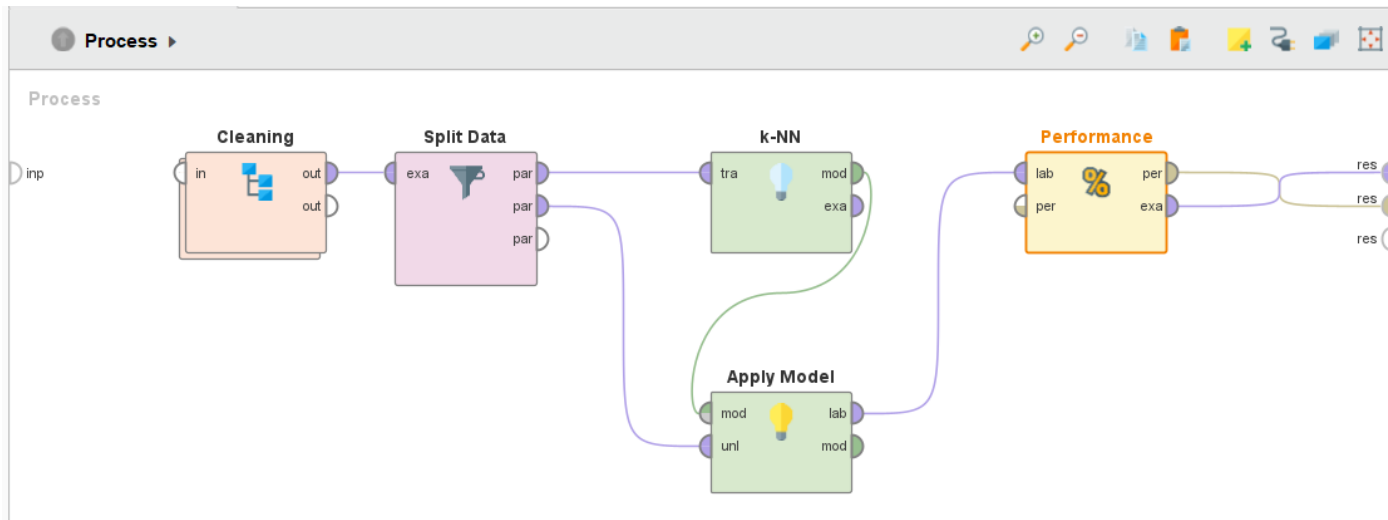 Process
Process
inp
Cleaning
in
out
out
Split Data
exa
par
par
par
k-NN
tra
mod
exa
Performance
%
lab
per
per
exa
res
res
res
Apply Model
mod
lab
unl
mod